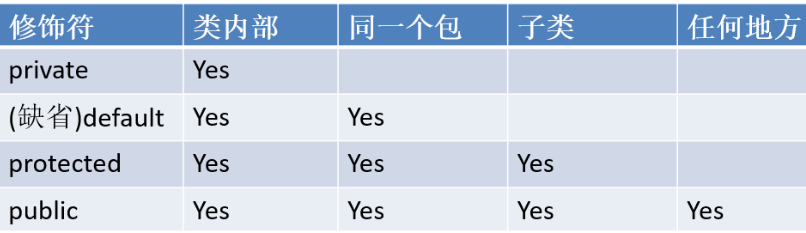 修饰符 类内部 同一个包 子类 任何地方
private Yes
(缺省)default Yes Yes
protected Yes Yes Yes
public Yes Yes Yes Yes